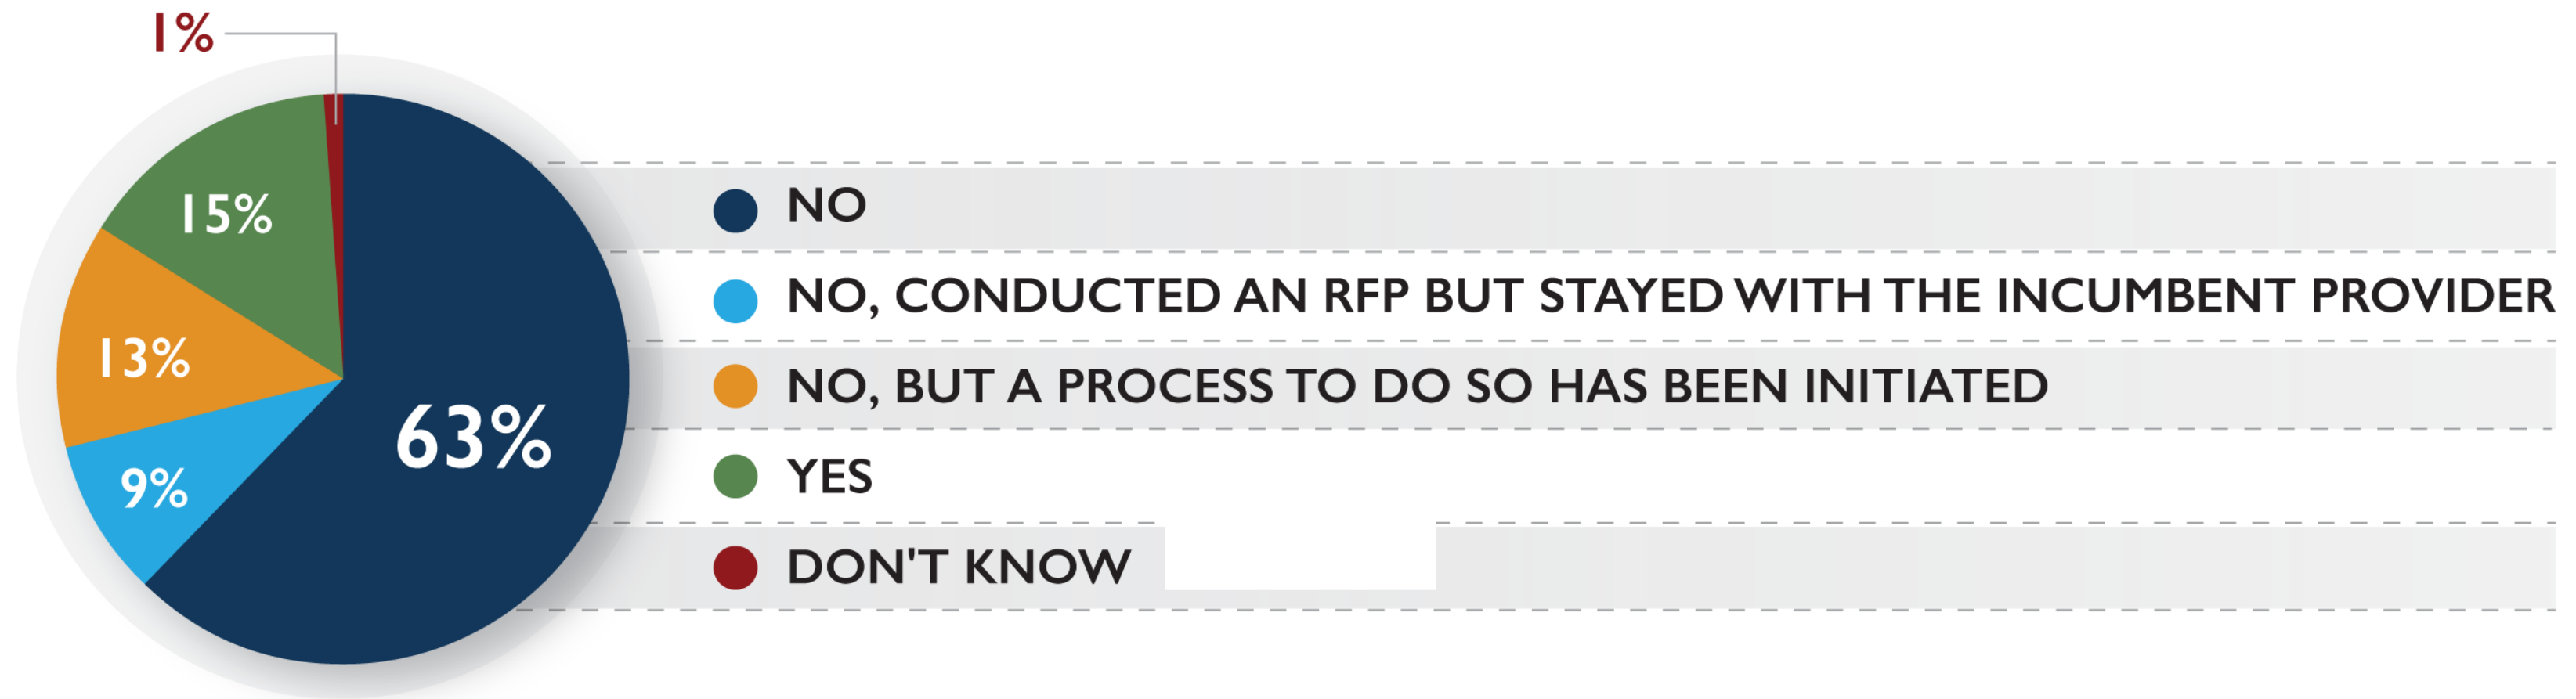 1%
15%
13%
9%
63%
NO
NO, CONDUCTED AN RFP BUT STAYED WITH THE INCUMBENT PROVIDER
NO, BUT A PROCESS TO DO SO HAS BEEN INITIATED
YES
DON'T KNOW